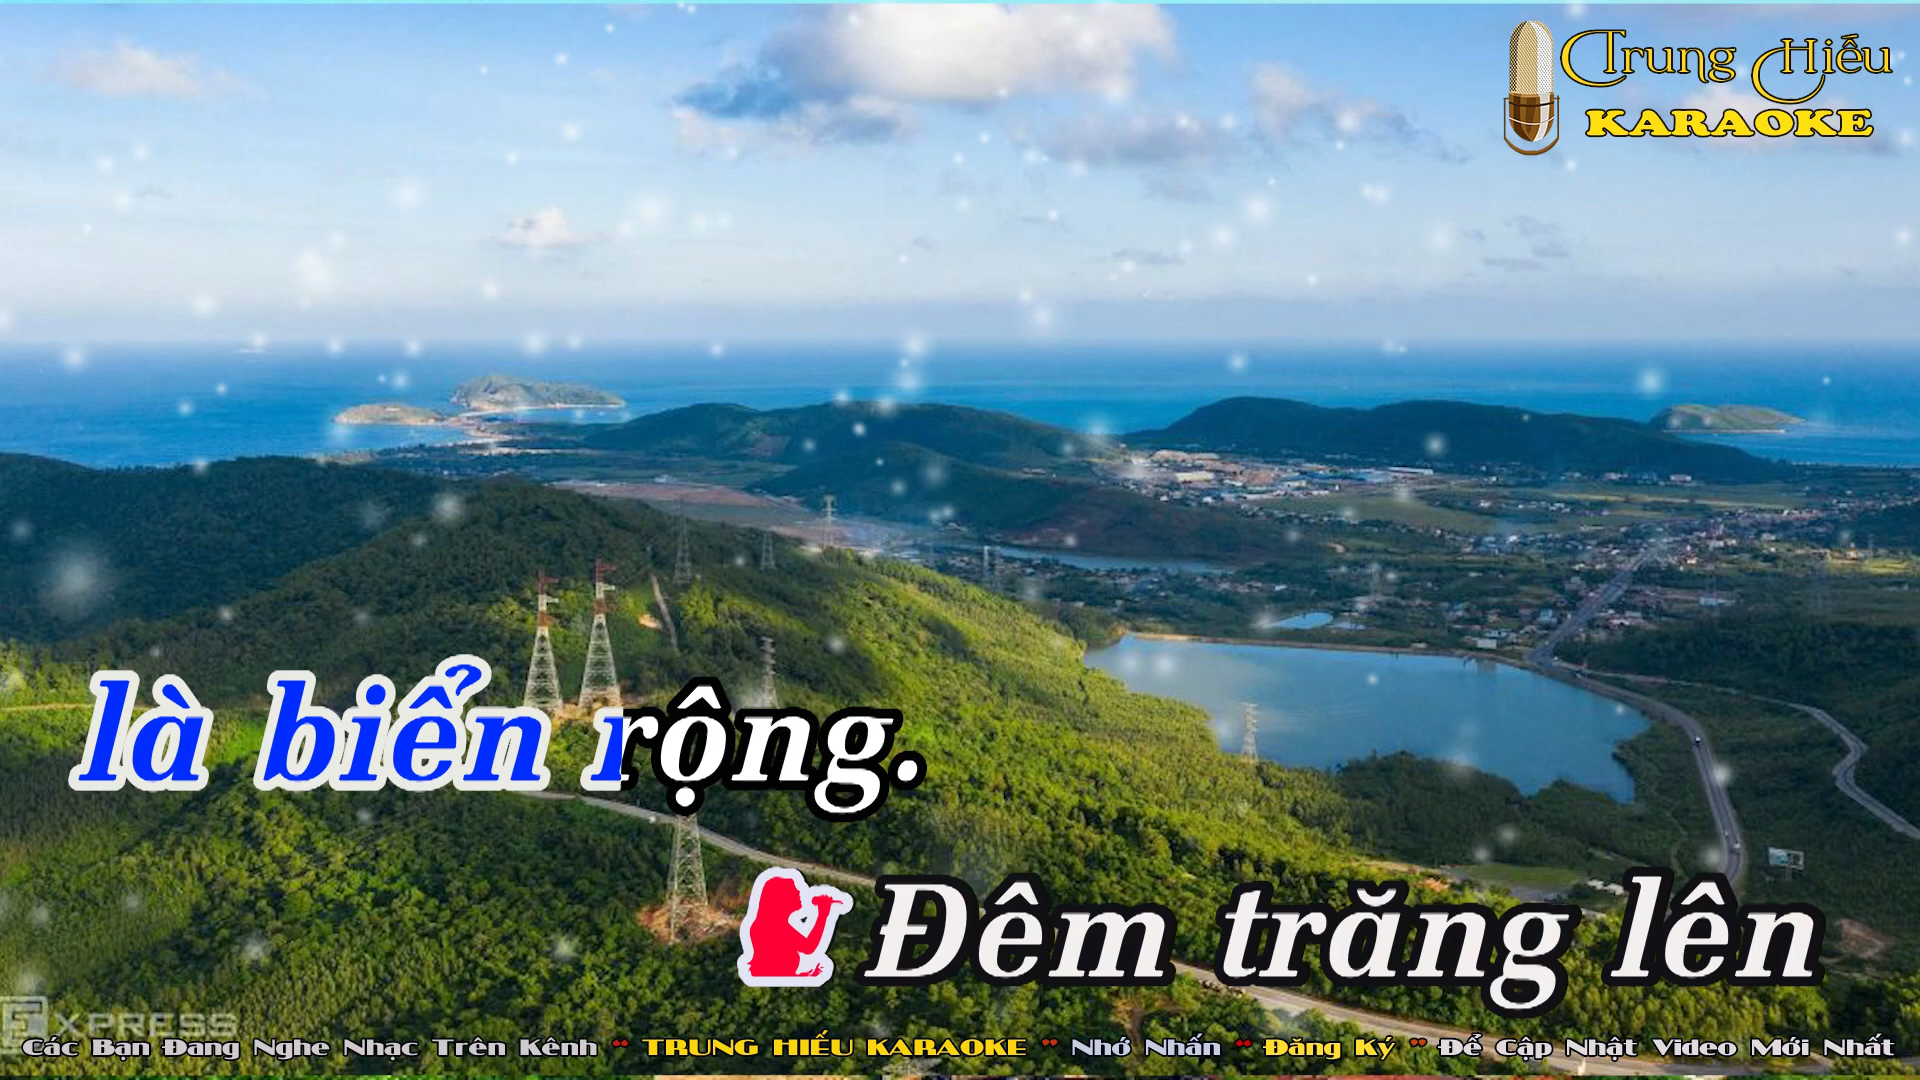 Trung Hiếu
KARAOKE
là biển rộng.
Đêm trăng lên
EXPRESS
Các Bạn Đang Nghe Nhạc Trên Kênh “ TRUNG HIẾU KARAOKE ” Nhớ Nhấn “ Đăng Ký ” Để Cập Nhật Video Mới Nhất